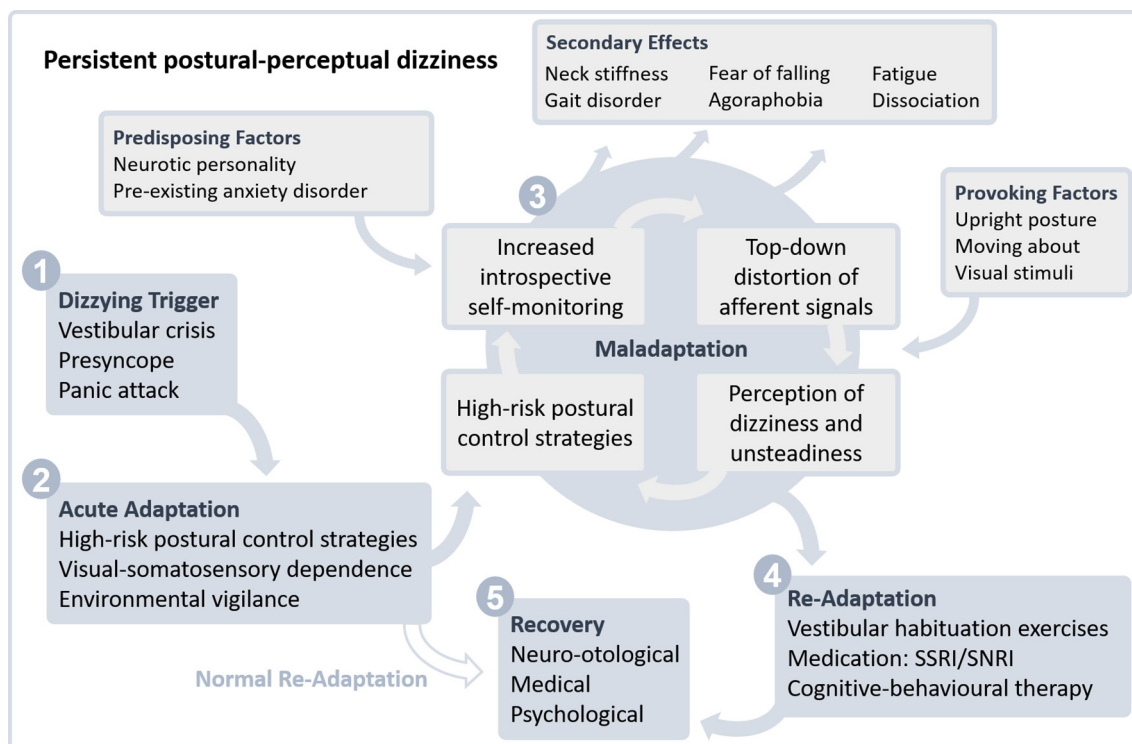 Persistent postural-perceptual dizziness
Secondary Effects
Neck stiffness Fear of falling Fatigue
Gait disorder Agoraphobia Dissociation
Predisposing Factors
Neurotic personality
Pre-existing anxiety disorder
Provoking Factors
Upright posture
Moving about
Visual stimuli
1
Dizzying Trigger
Vestibular crisis
Presyncope
Panic attack
3
Increased
introspective
self-monitoring
Top-down
distortion of
afferent signals
Maladaptation
High-risk postural
control strategies
Perception of
dizziness and
unsteadiness
2
Acute Adaptation
High-risk postural control strategies
Visual-somatosensory dependence
Environmental vigilance
Normal Re-Adaptation
5
Recovery
Neuro-otological
Medical
Psychological
4
Re-Adaptation
Vestibular habituation exercises
Medication: SSRI/SNRI
Cognitive-behavioural therapy